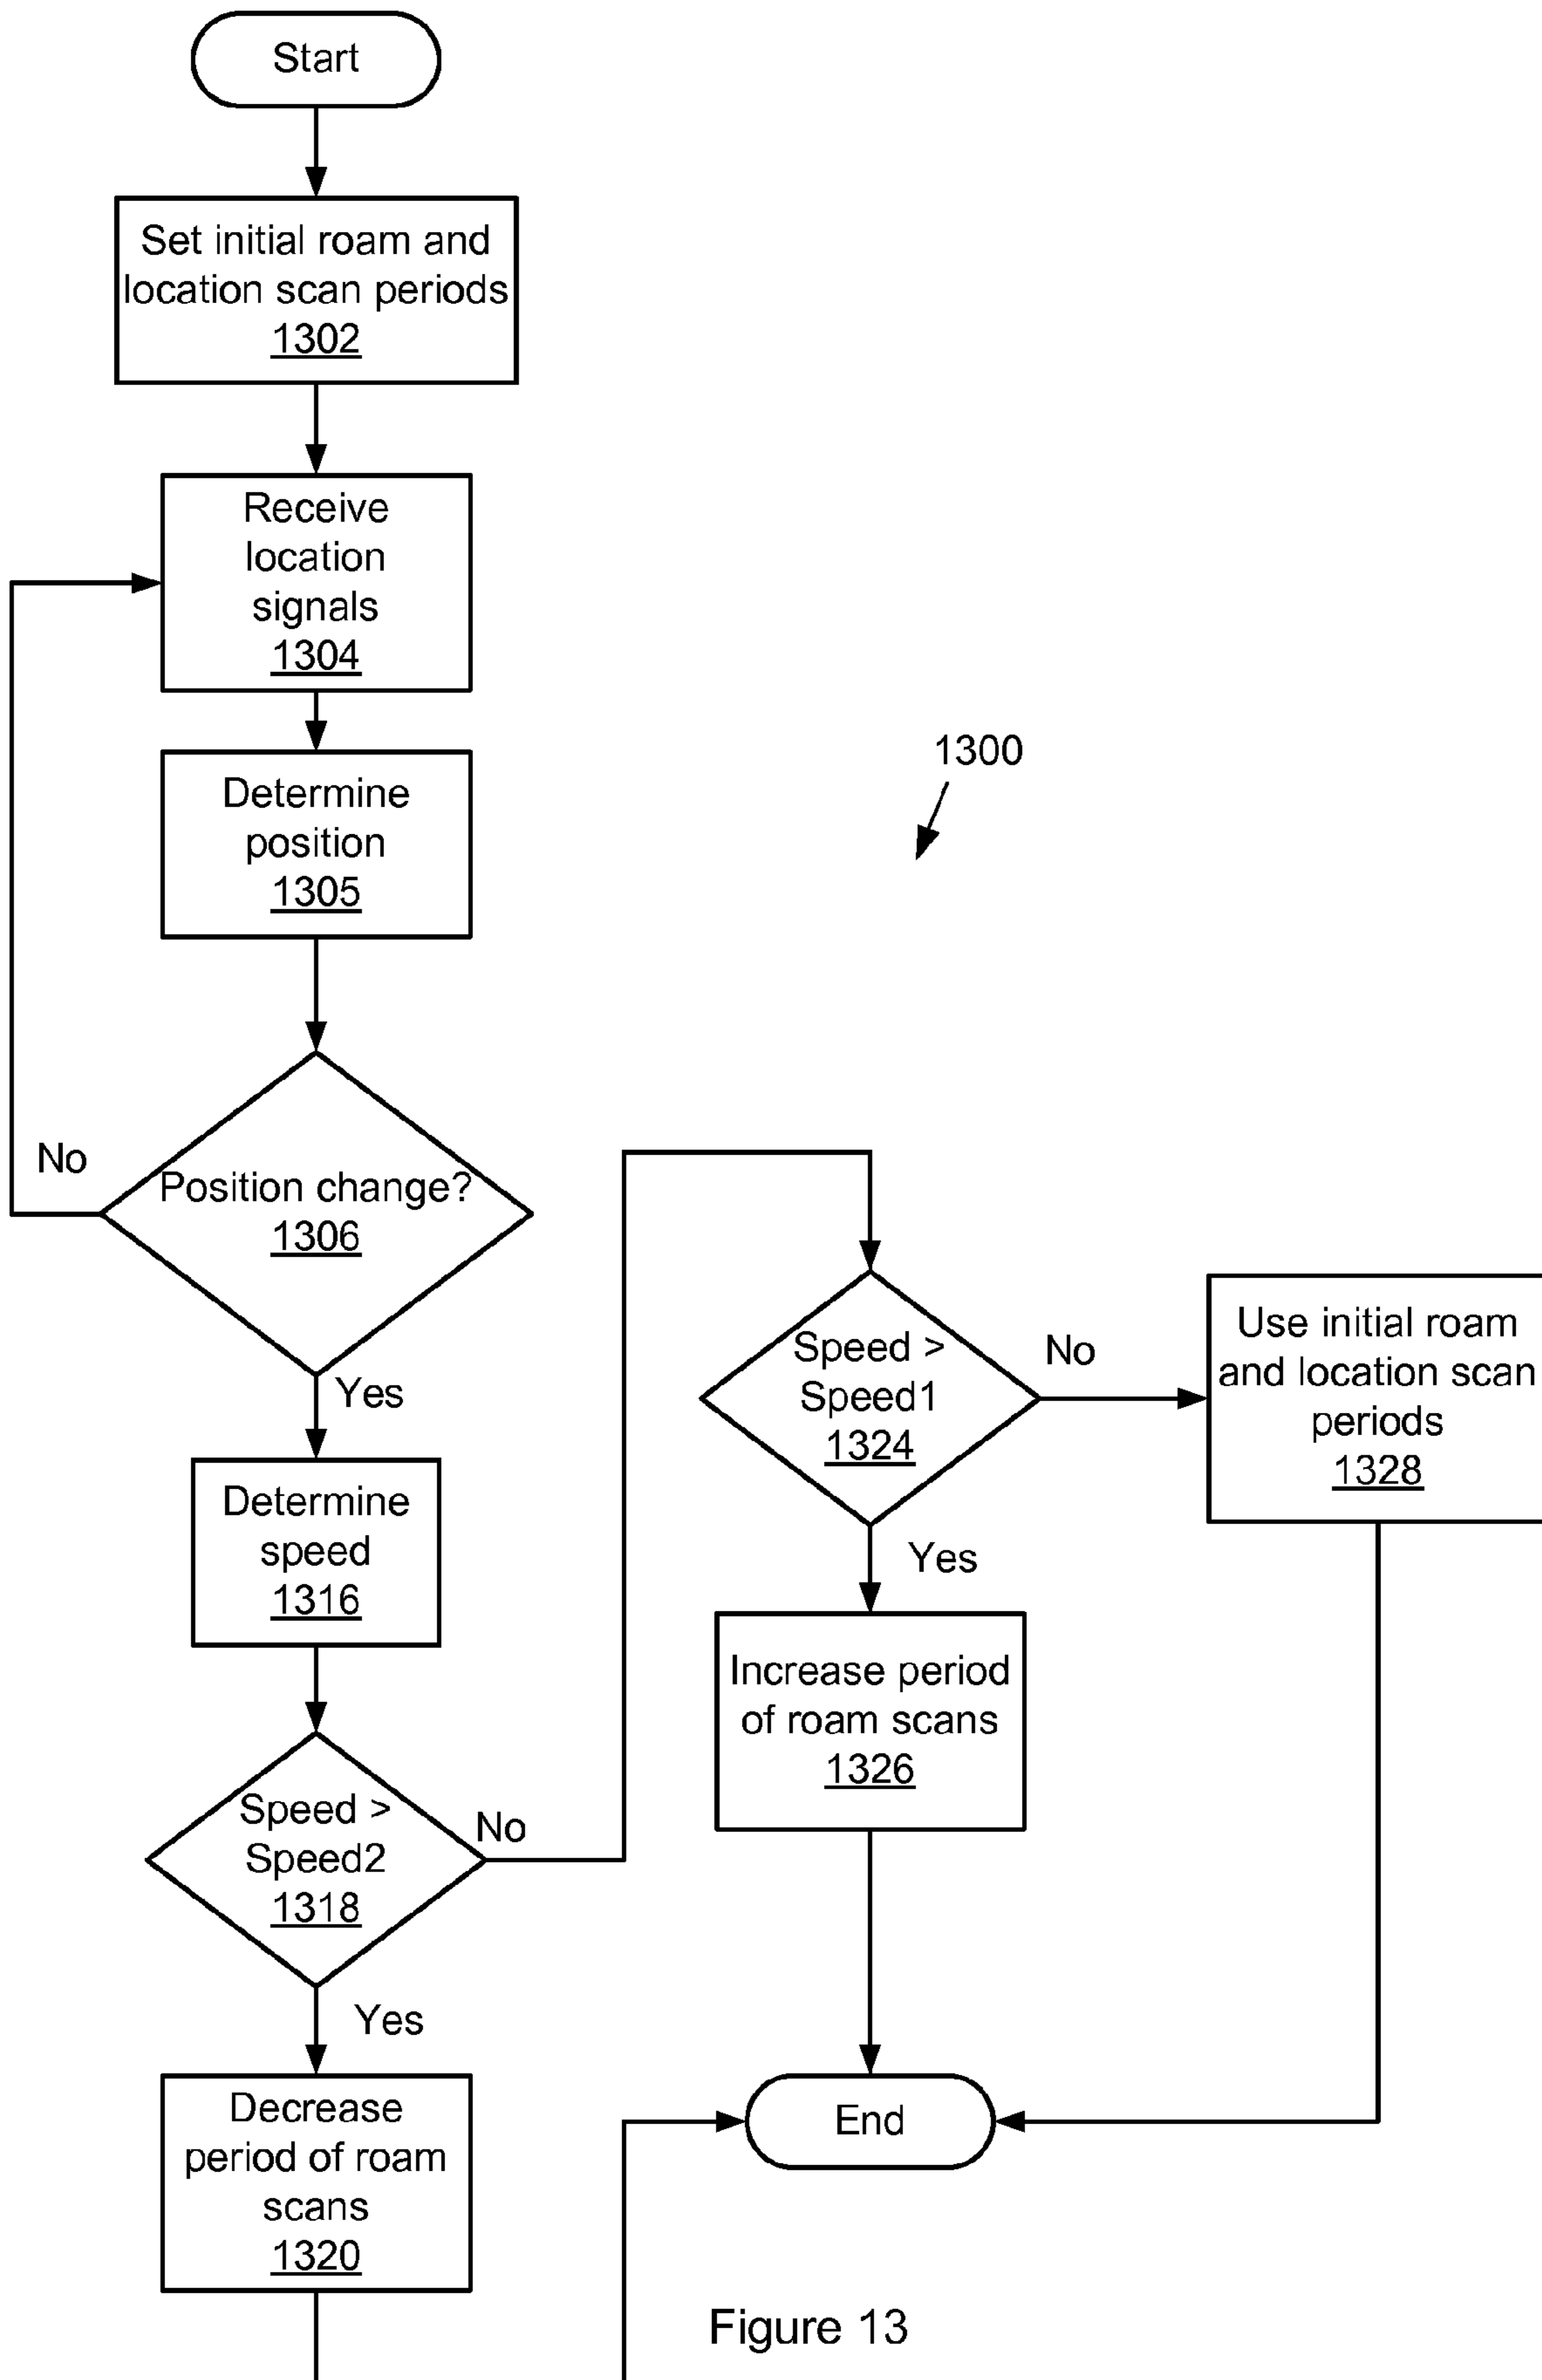 Start
Set initial roam and
location scan periods
1302
Receive
location
signals
1304
Determine
position
1305
1300
Position change?
1306
No
Yes
Determine
speed
1316
Speed >
Speed2
1318
No
Yes
Decrease
period of roam
scans
1320
Speed >
Speed1
1324
No
Yes
Use initial roam
and location scan
periods
1328
Increase period
of roam scans
1326
End
Figure 13